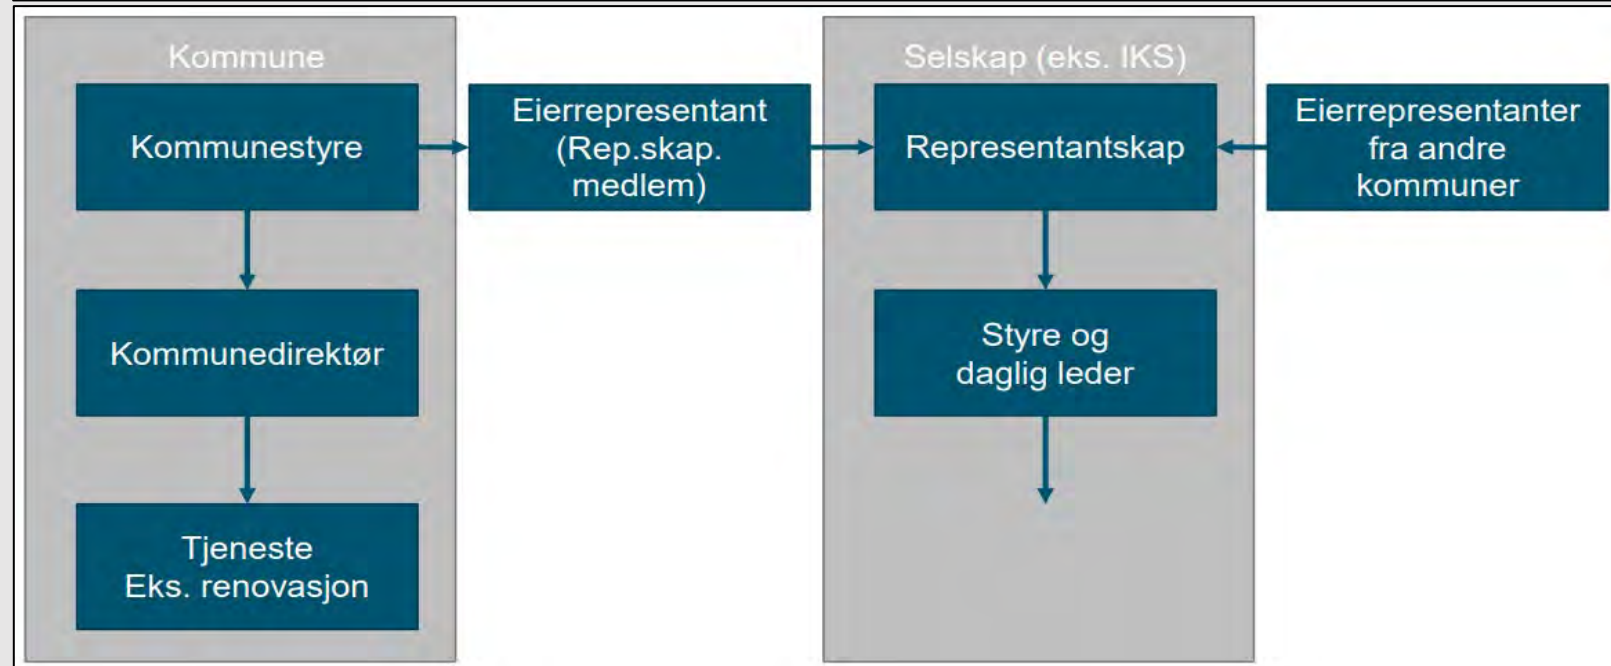 Kommune
Kommunestyre
Kommunedirektør
Tjeneste
Eks. renovasjon
Eierrepresentant
(Rep.skap.
medlem)
Selskap (eks. IKS)
Representantskap
Styre og
daglig leder
Eierrepresentanter
fra andre
kommuner